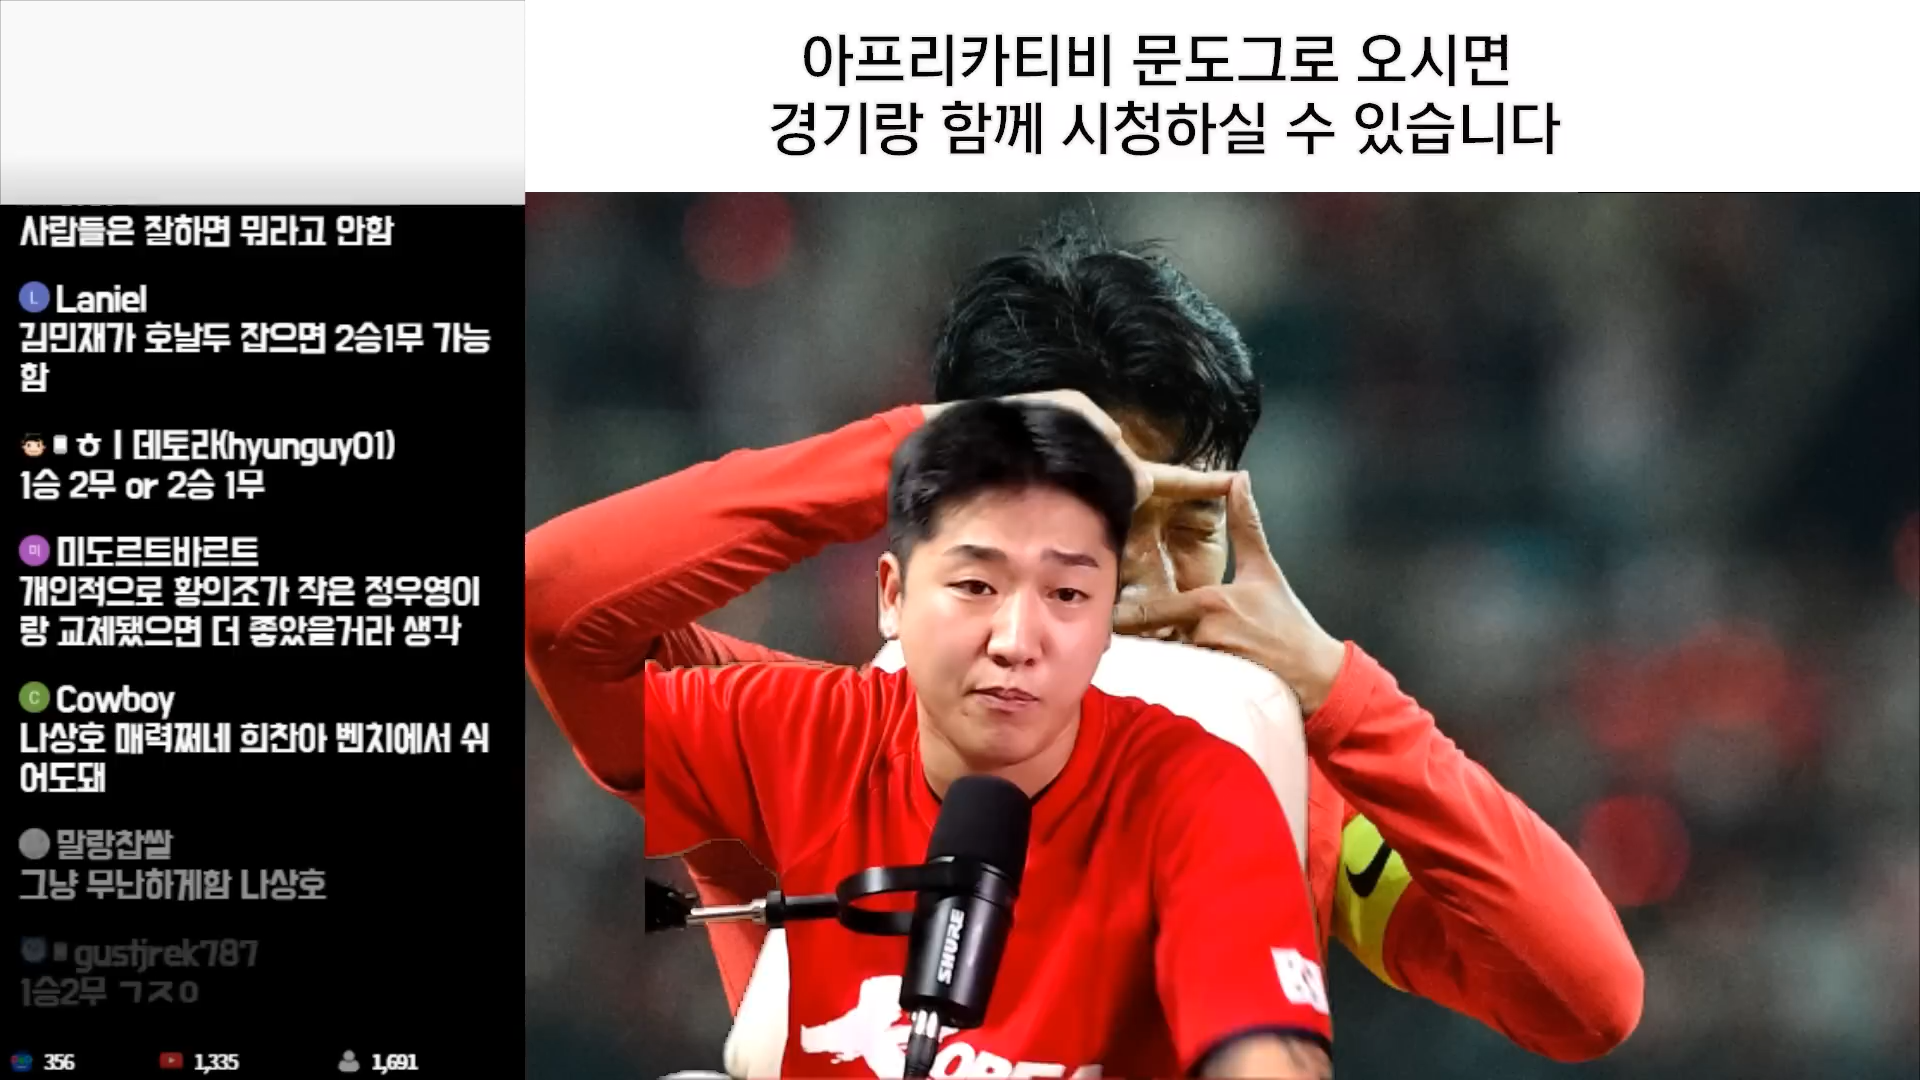 아프리카티비 문도그로 오시면
경기랑 함께 시청하실 수 있습니다
사람들은 잘하면 뭐라고 안함
L Laniel
김민재가 호날두 잡으면 2승1무 가능
함
ㅎㅣ데토라(hyunguy01)
1승 2무 or 2승 1무
미 미도르트바르트
개인적으로 황의조가 작은 정우영이
랑 교체됐으면 더 좋았을거라 생각
C Cowboy
나상호 매력쩌네 희찬아 벤치에서 쉬
어도돼
말랑찹쌀
그냥 무난하게함 나상호
gustjrek787
1승2무 ㄱㅈㅇ
356 1,335 1,691
SHURE
KOREA